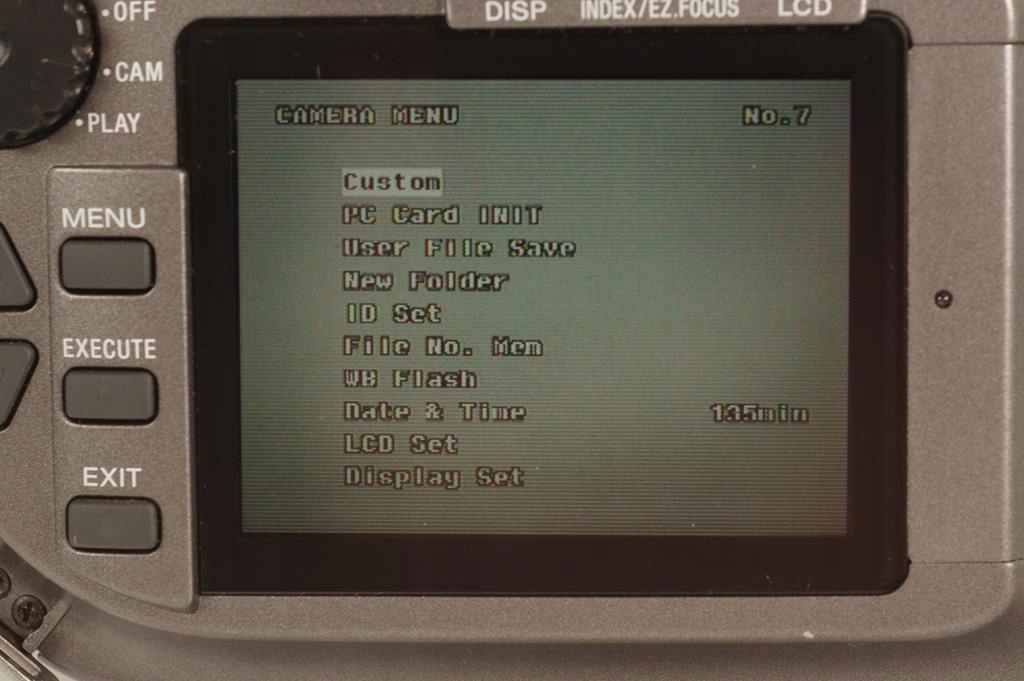 DISP INDEX/EZ.FOCUS LCD
OFF
CAM
PLAY
MENU
EXECUTE
EXIT
CAMERA MENU No.7
Custom
PC Card INIT
User File Save
New Folder
ID Set
File No. Mem
WB Flash
Date & Time 135min
LCD Set
Display Set